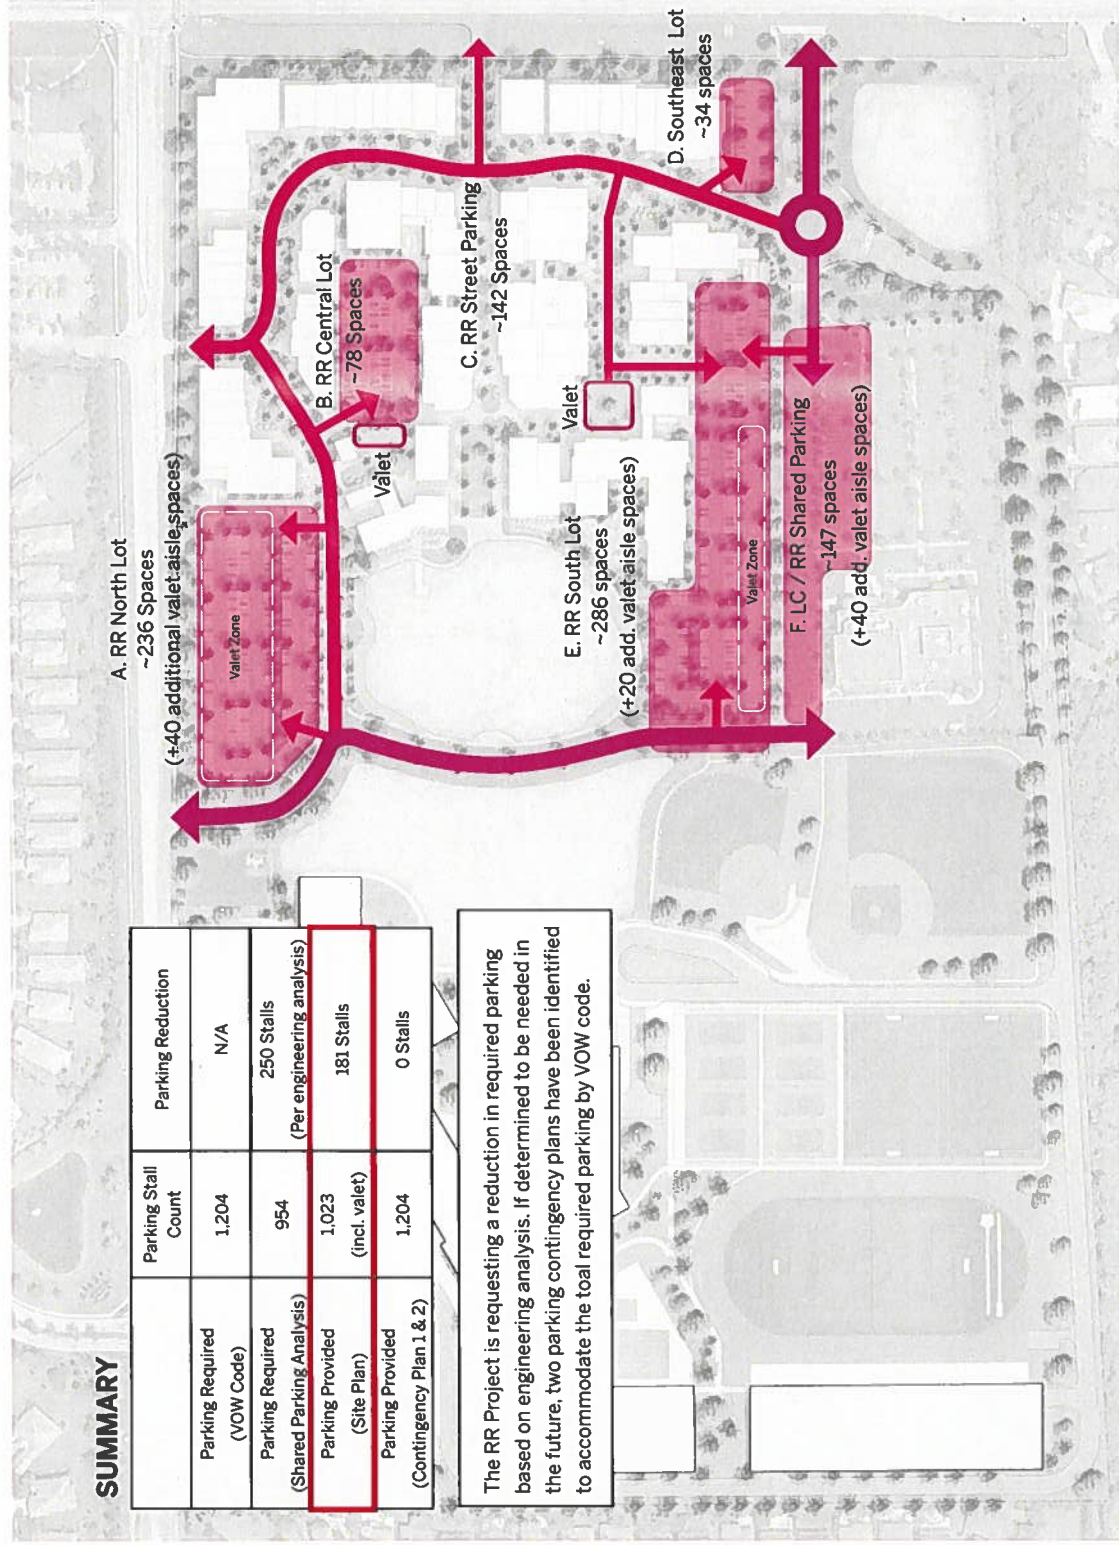 SUMMARY
Parking Stall
Count
Parking Reduction
Parking Required
(VOW Code)
1,204
N/A
Parking Required
(Shared Parking Analysis)
954
250 Stalls
(Per engineering analysis)
Parking Provided
(Site Plan)
1,023
(incl. valet)
181 Stalls
Parking Provided
(Contingency Plan 1 & 2)
1,204
0 Stalls
The RR Project is requesting a reduction in required parking
based on engineering analysis. If determined to be needed in
the future, two parking contingency plans have been identified
to accommodate the toal required parking by VOW code.
A. RR North Lot
~236 Spaces
(+40 additional valet aisle spaces)
Valet Zone
B. RR Central Lot
~78 Spaces
Valet
C. RR Street Parking
~142 Spaces
D. Southeast Lot
~34 spaces
Valet
E. RR South Lot
~286 spaces
(+20 add. valet aisle spaces)
Valet Zone
F. LC / RR Shared Parking
~147 spaces
(+40 add. valet aisle spaces)